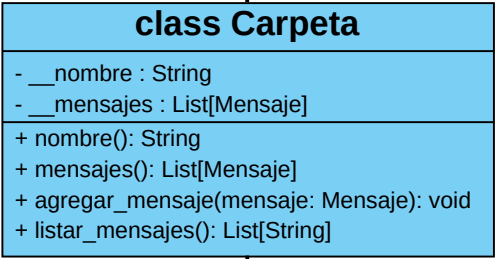 class Carpeta
- __nombre : String
- __mensajes : List[Mensaje]
+ nombre(): String
+ mensajes(): List[Mensaje]
+ agregar_mensaje(mensaje: Mensaje): void
+ listar_mensajes(): List[String]